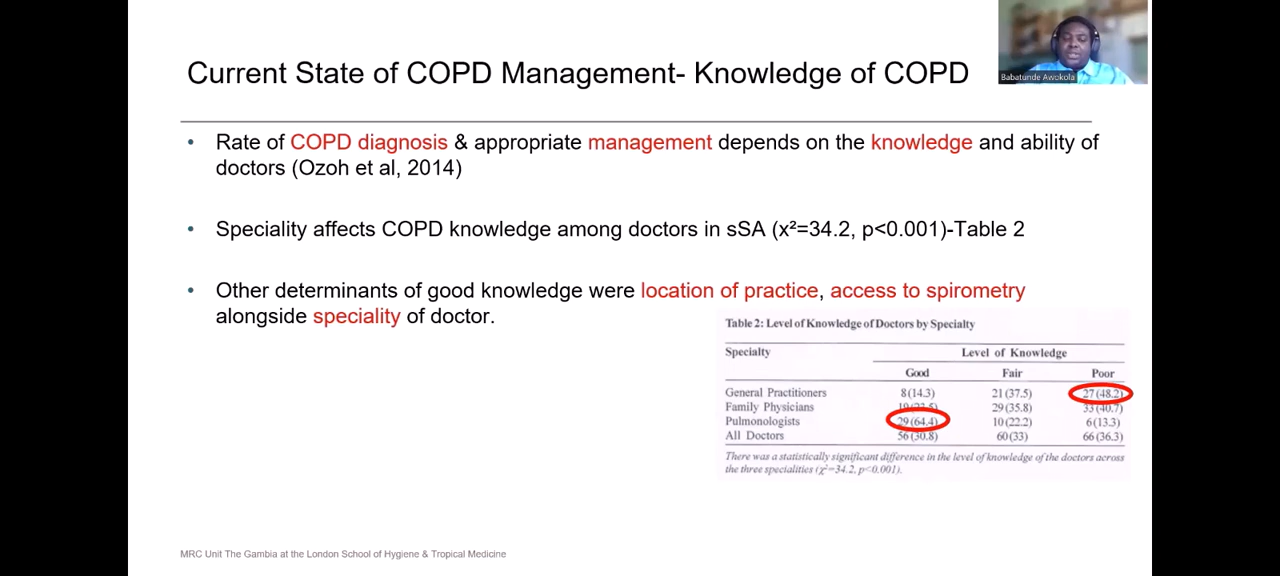 Babatunde Awokola
Current State of COPD Management- Knowledge of COPD
• Rate of COPD diagnosis & appropriate management depends on the knowledge and ability of
doctors (Ozoh et al, 2014)
• Speciality affects COPD knowledge among doctors in sSA (x²=34.2, p<0.001)-Table 2
• Other determinants of good knowledge were location of practice, access to spirometry
alongside speciality of doctor.
Table 2: Level of Knowledge of Doctors by Specialty
Specialty Level of Knowledge
Good Fair Poor
General Practitioners 8(14.3) 21(37.5) 27(48.2)
Family Physicians 29(35.8) 33(40.7)
Pulmonologists 29(64.4) 10(22.2) 6(13.3)
All Doctors 56(30.8) 60(33) 66(36.3)
There was a statistically significant difference in the level of knowledge of the doctors across
the three specialities (χ²=34.2, p<0.001).
MRC Unit The Gambia at the London School of Hygiene & Tropical Medicine